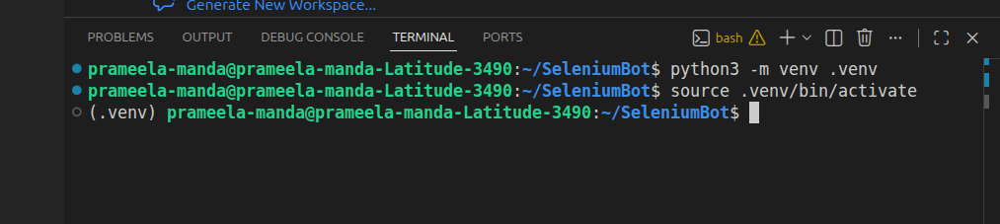 Generate New Workspace...
PROBLEMS OUTPUT DEBUG CONSOLE TERMINAL PORTS bash
prameela-manda@prameela-manda-Latitude-3490:~/SeleniumBot$ python3 -m venv .venv
prameela-manda@prameela-manda-Latitude-3490:~/SeleniumBot$ source .venv/bin/activate
(.venv) prameela-manda@prameela-manda-Latitude-3490:~/SeleniumBot$